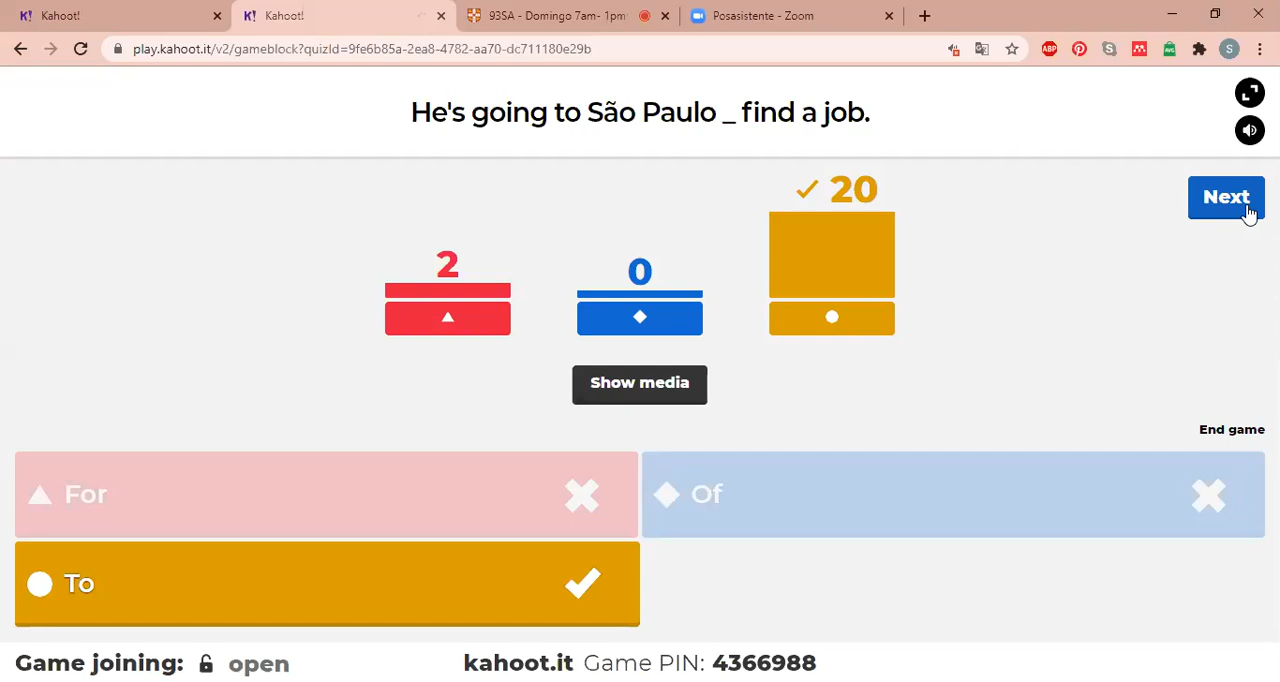 K! Kahoot!
K! Kahoot!
93SA - Domingo 7am- 1pm
Posasistente - Zoom
play.kahoot.it/v2/gameblock?quizId=9fe6b85a-2ea8-4782-aa70-dc711180e29b
ABP
AVG
S
He's going to São Paulo _ find a job.
Next
2
0
20
Show media
End game
For
Of
To
Game joining: open
kahoot.it Game PIN: 4366988